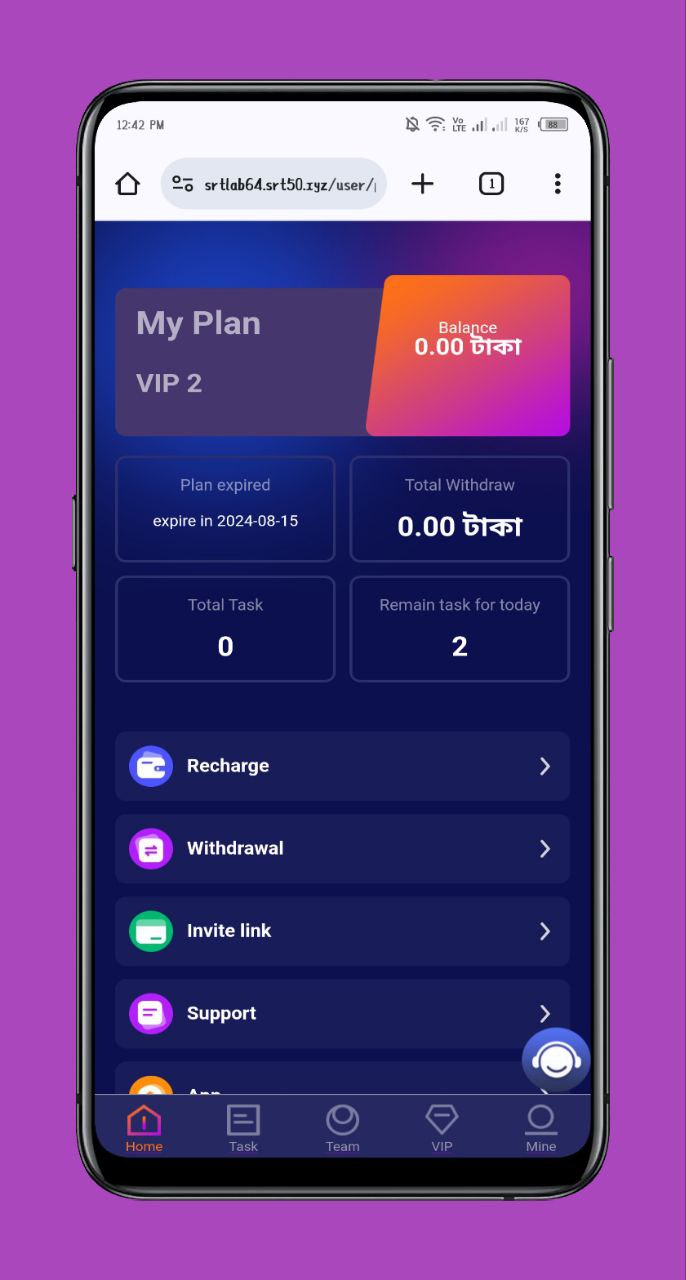 12:42 PM
Vo LTE
167 K/S
88
srtlab64.srt50.xyz/user/
1
My Plan
VIP 2
Balance
0.00 টাকা
Plan expired
expire in 2024-08-15
Total Withdraw
0.00 টাকা
Total Task
0
Remain task for today
2
Recharge
Withdrawal
Invite link
Support
App
Home
Task
Team
VIP
Mine